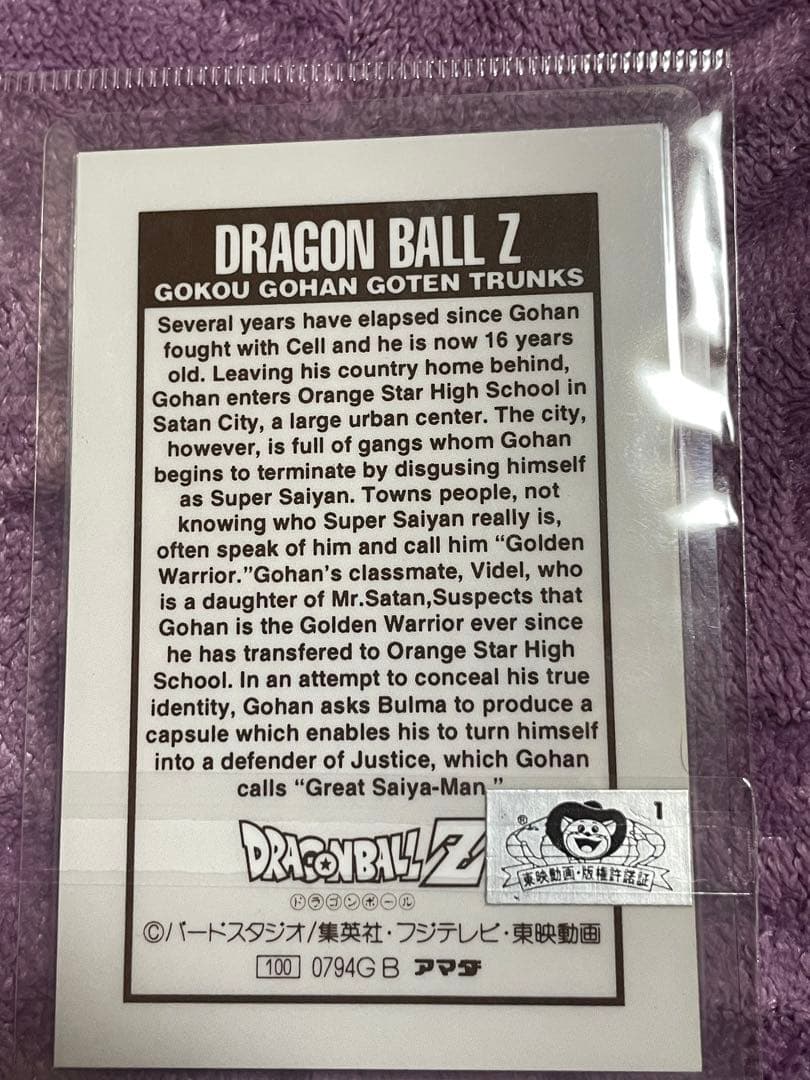 DRAGON BALL Z
GOKOU GOHAN GOTEN TRUNKS
Several years have elapsed since Gohan
fought with Cell and he is now 16 years
old. Leaving his country home behind,
Gohan enters Orange Star High School in
Satan City, a large urban center. The city,
however, is full of gangs whom Gohan
begins to terminate by disgusing himself
as Super Saiyan. Towns people, not
knowing who Super Saiyan really is,
often speak of him and call him “Golden
Warrior.”Gohan’s classmate, Videl, who
is a daughter of Mr.Satan,Suspects that
Gohan is the Golden Warrior ever since
he has transfered to Orange Star High
School. In an attempt to conceal his true
identity, Gohan asks Bulma to produce a
capsule which enables his to turn himself
into a defender of Justice, which Gohan
calls “Great Saiya-Man.”
DRAGONBALL Z
ドラゴンボール
®
1
東映動画・版権許諾証
©バードスタジオ/集英社・フジテレビ・東映動画
100 0794G B アマダ